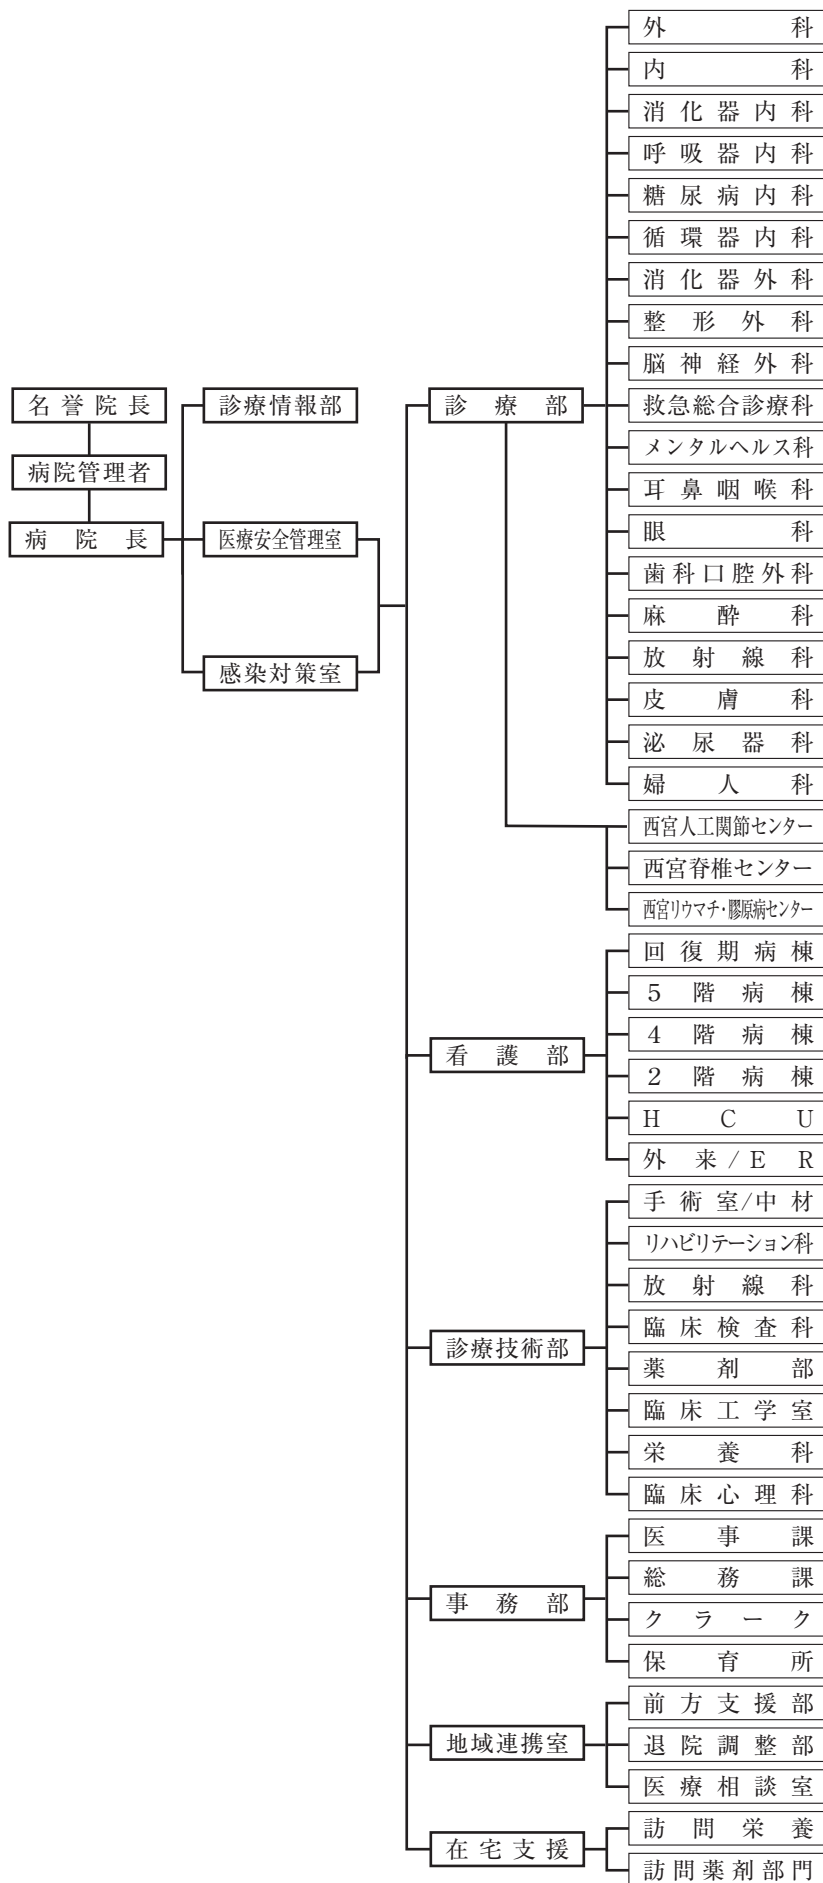 名誉院長
病院管理者
病院長
診療情報部
医療安全管理室
感染対策室
診療部
外科
内科
消化器内科
呼吸器内科
糖尿病内科
循環器内科
消化器外科
整形外科
脳神経外科
救急総合診療科
メンタルヘルス科
耳鼻咽喉科
眼科
歯科口腔外科
麻酔科
放射線科
皮膚科
泌尿器科
婦人科
西宮人工関節センター
西宮脊椎センター
西宮リウマチ・膠原病センター
看護部
回復期病棟
5階病棟
4階病棟
2階病棟
HCU
外来/ER
診療技術部
手術室/中材
リハビリテーション科
放射線科
臨床検査科
薬剤部
臨床工学室
栄養科
臨床心理科
事務部
医事課
総務課
クラーク
保育所
地域連携室
前方支援部
退院調整部
医療相談室
在宅支援
訪問栄養
訪問薬剤部門